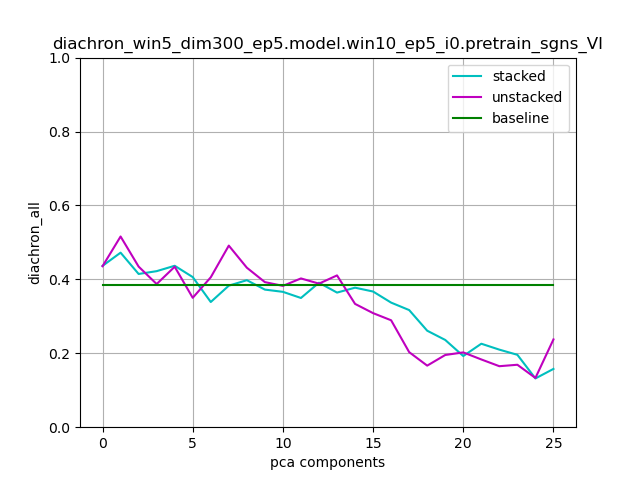 diachron_win5_dim300_ep5.model.win10_ep5_i0.pretrain_sgns_VI
stacked
unstacked
baseline
1.0
0.8
0.6
0.4
0.2
0.0
diachron_all
0 5 10 15 20 25
pca components